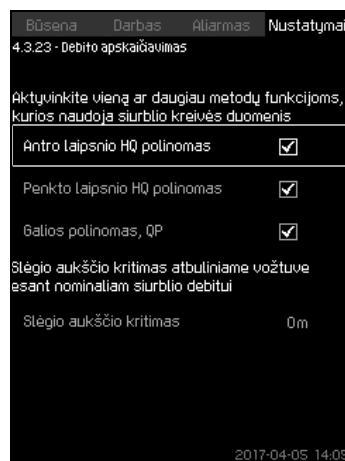 Būsena Darbas Aliarmas Nustatymai
4.3.23 - Debito apskaičiavimas
Aktyvinkite vieną ar daugiau metodų funkcijoms,
kurios naudoja siurblio kreivės duomenis
Antro laipsnio HQ polinomas
Penkto laipsnio HQ polinomas
Galios polinomas, QP
Slėgio aukščio kritimas atbuliniame vožtuve
esant nominaliam siurblio debitui
Slėgio aukščio kritimas 0m
2017-04-05 14:09